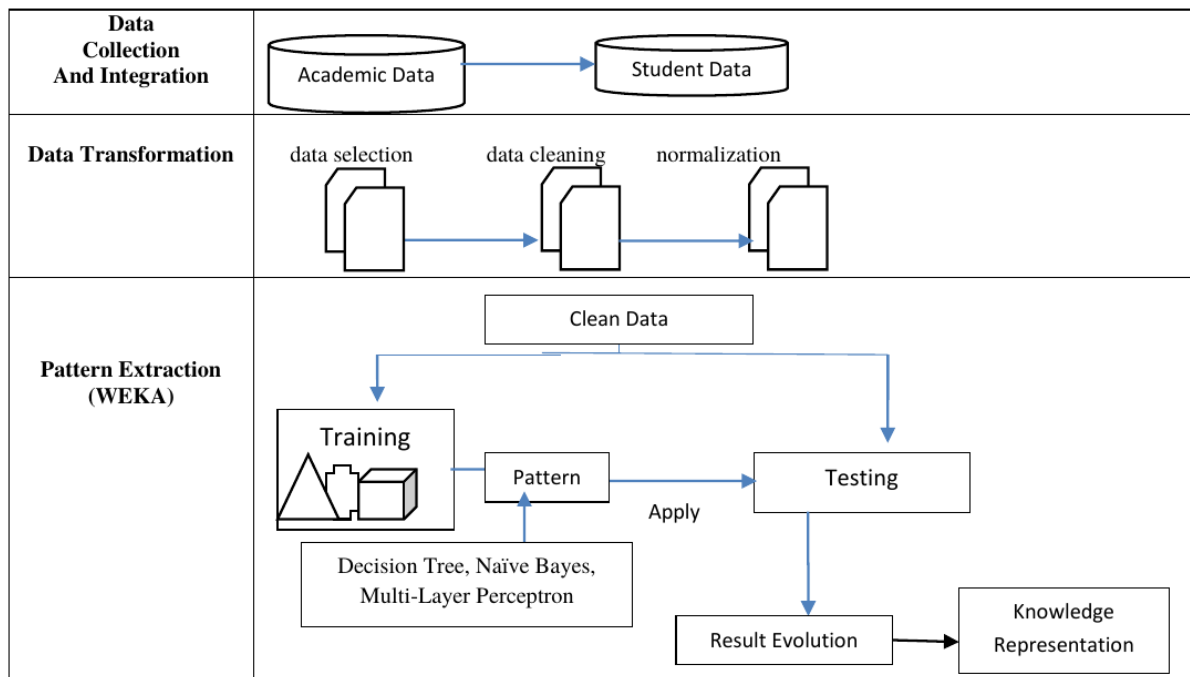 Data
Collection
And Integration
Academic Data
Student Data
Data Transformation
data selection
data cleaning
normalization
Pattern Extraction
(WEKA)
Clean Data
Training
Pattern
Apply
Testing
Decision Tree, Naïve Bayes,
Multi-Layer Perceptron
Result Evolution
Knowledge
Representation